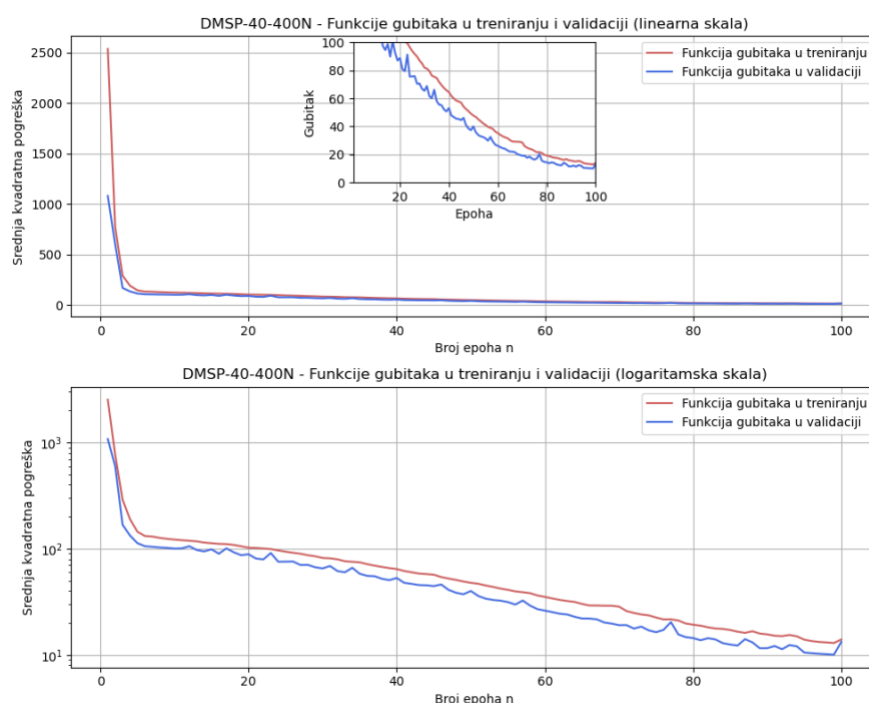 DMSP-40-400N - Funkcije gubitaka u treniranju i validaciji (linearna skala)
Srednja kvadratna pogreška
2500
2000
1500
1000
500
0
Funkcija gubitaka u treniranju
Funkcija gubitaka u validaciji
Gubitak
100
80
60
40
20
0
20 40 60 80 100
Epoha
0 20 40 60 80 100
Broj epoha n
DMSP-40-400N - Funkcije gubitaka u treniranju i validaciji (logaritamska skala)
Srednja kvadratna pogreška
10³
10²
10¹
Funkcija gubitaka u treniranju
Funkcija gubitaka u validaciji
0 20 40 60 80 100
Broj epoha n